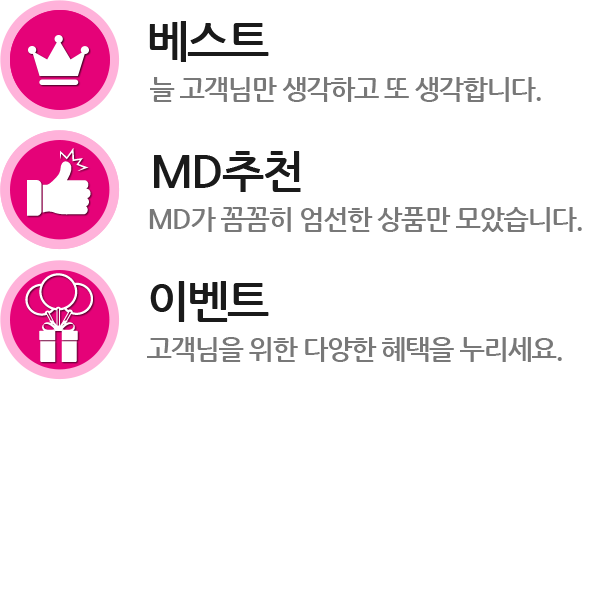 베스트
늘 고객님만 생각하고 또 생각합니다.
MD추천
MD가 꼼꼼히 엄선한 상품만 모았습니다.
이벤트
고객님을 위한 다양한 혜택을 누리세요.